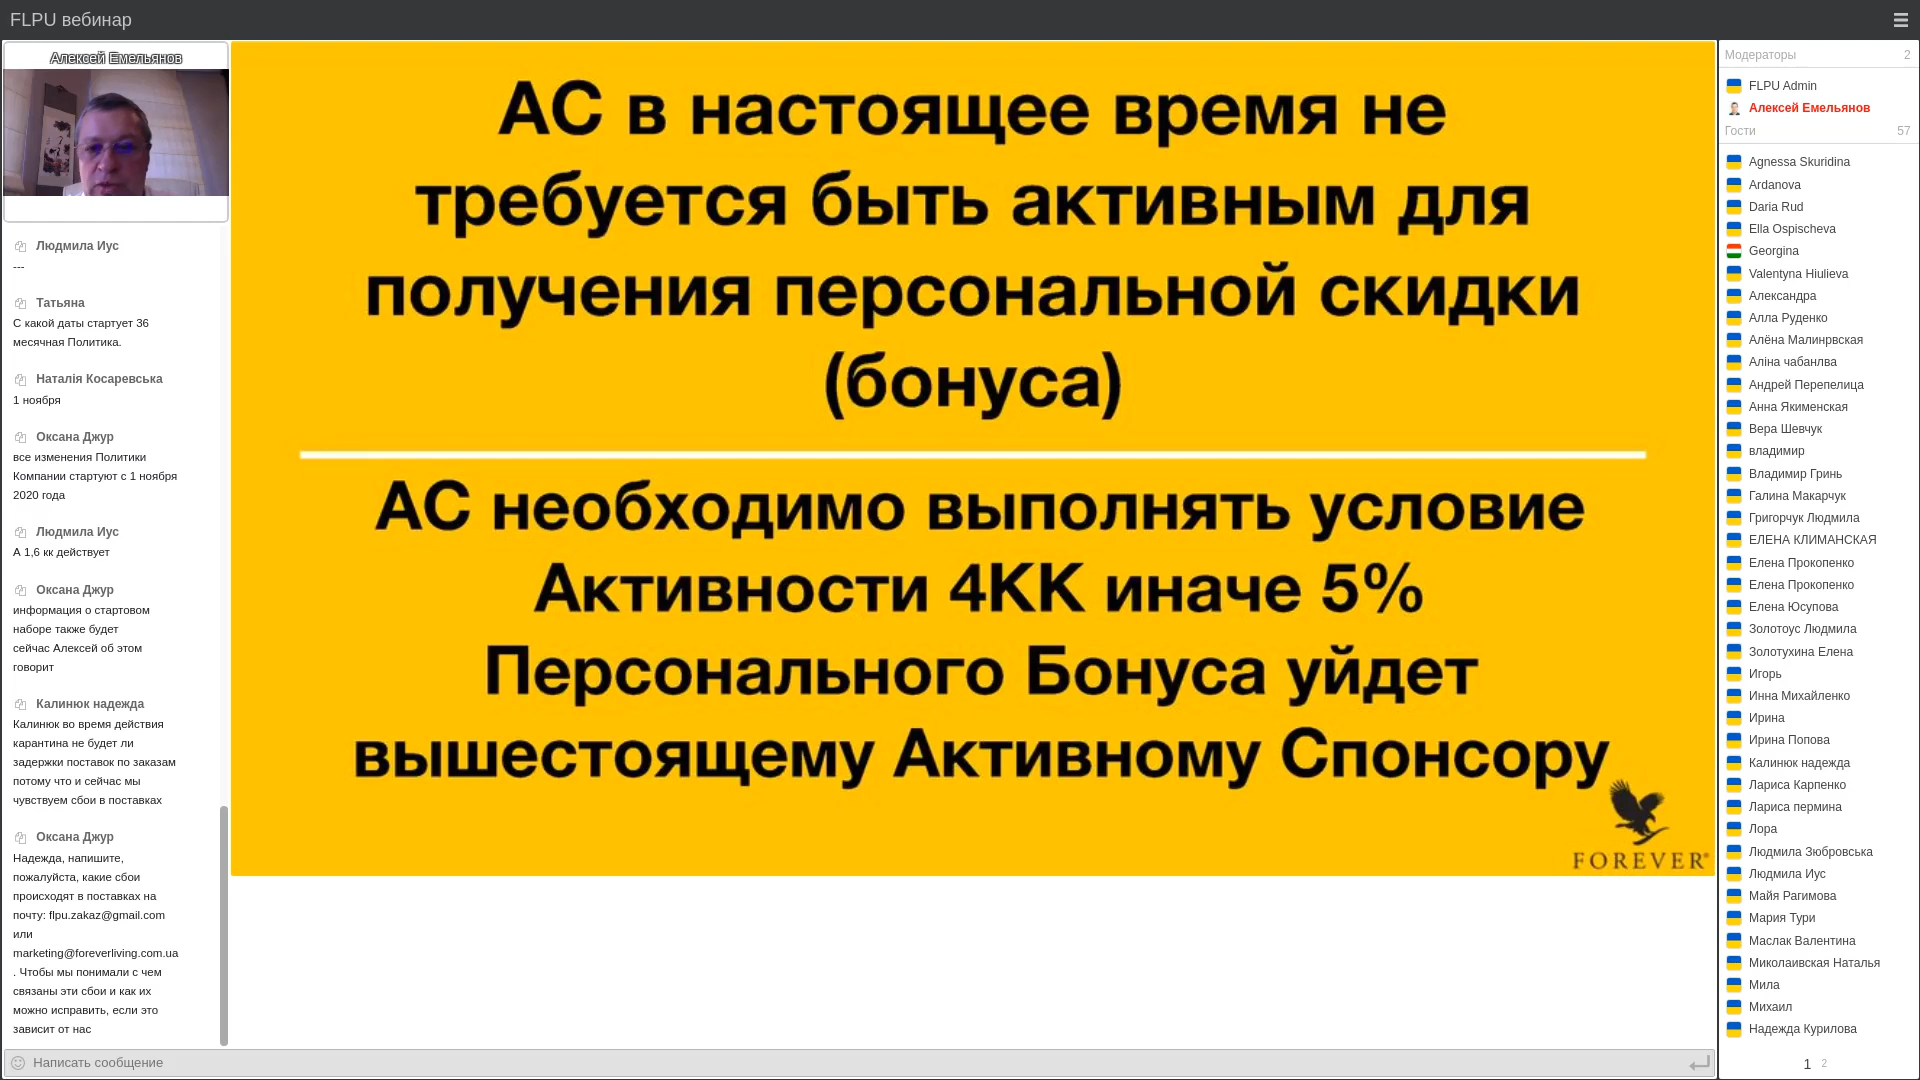 FLPU вебинар
Алексей Емельянов
Людмила Иус
---
Татьяна
С какой даты стартует 36
месячная Политика.
Наталія Косаревська
1 ноября
Оксана Джур
все изменения Политики
Компании стартуют с 1 ноября
2020 года
Людмила Иус
А 1,6 кк действует
Оксана Джур
информация о стартовом
наборе также будет
сейчас Алексей об этом
говорит
Калинюк надежда
Калинюк во время действия
карантина не будет ли
задержки поставок по заказам
потому что и сейчас мы
чувствуем сбои в поставках
Оксана Джур
Надежда, напишите,
пожалуйста, какие сбои
происходят в поставках на
почту: flpu.zakaz@gmail.com
или
marketing@foreverliving.com.ua
. Чтобы мы понимали с чем
связаны эти сбои и как их
можно исправить, если это
зависит от нас
Написать сообщение
АС в настоящее время не
требуется быть активным для
получения персональной скидки
(бонуса)
АС необходимо выполнять условие
Активности 4КК иначе 5%
Персонального Бонуса уйдет
вышестоящему Активному Спонсору
FOREVER®
Модераторы 2
FLPU Admin
Алексей Емельянов
Гости 57
Agnessa Skuridina
Ardanova
Daria Rud
Ella Ospischeva
Georgina
Valentyna Hiulieva
Александра
Алла Руденко
Алёна Малинрвская
Аліна чабанлва
Андрей Перепелица
Анна Якименская
Вера Шевчук
владимир
Владимир Гринь
Галина Макарчук
Григорчук Людмила
ЕЛЕНА КЛИМАНСКАЯ
Елена Прокопенко
Елена Прокопенко
Елена Юсупова
Золотоус Людмила
Золотухина Елена
Игорь
Инна Михайленко
Ирина
Ирина Попова
Калинюк надежда
Лариса Карпенко
Лариса пермина
Лора
Людмила Зюбровська
Людмила Иус
Майя Рагимова
Мария Тури
Маслак Валентина
Миколаивская Наталья
Мила
Михаил
Надежда Курилова
1 2